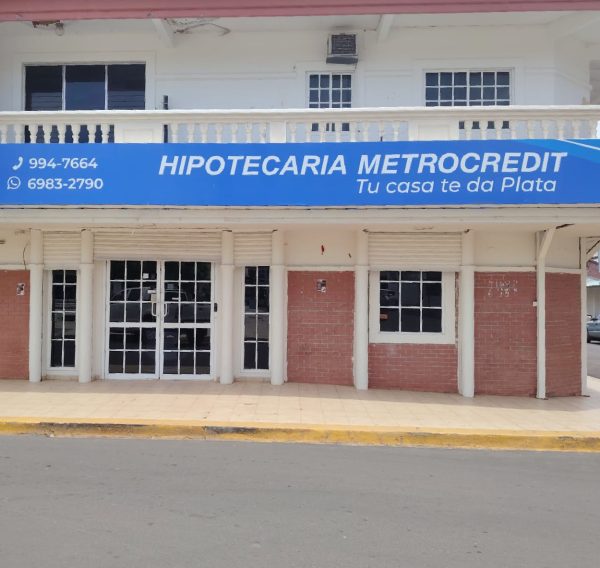 994-7664
6983-2790
HIPOTECARIA METROCREDIT
Tu casa te da Plata